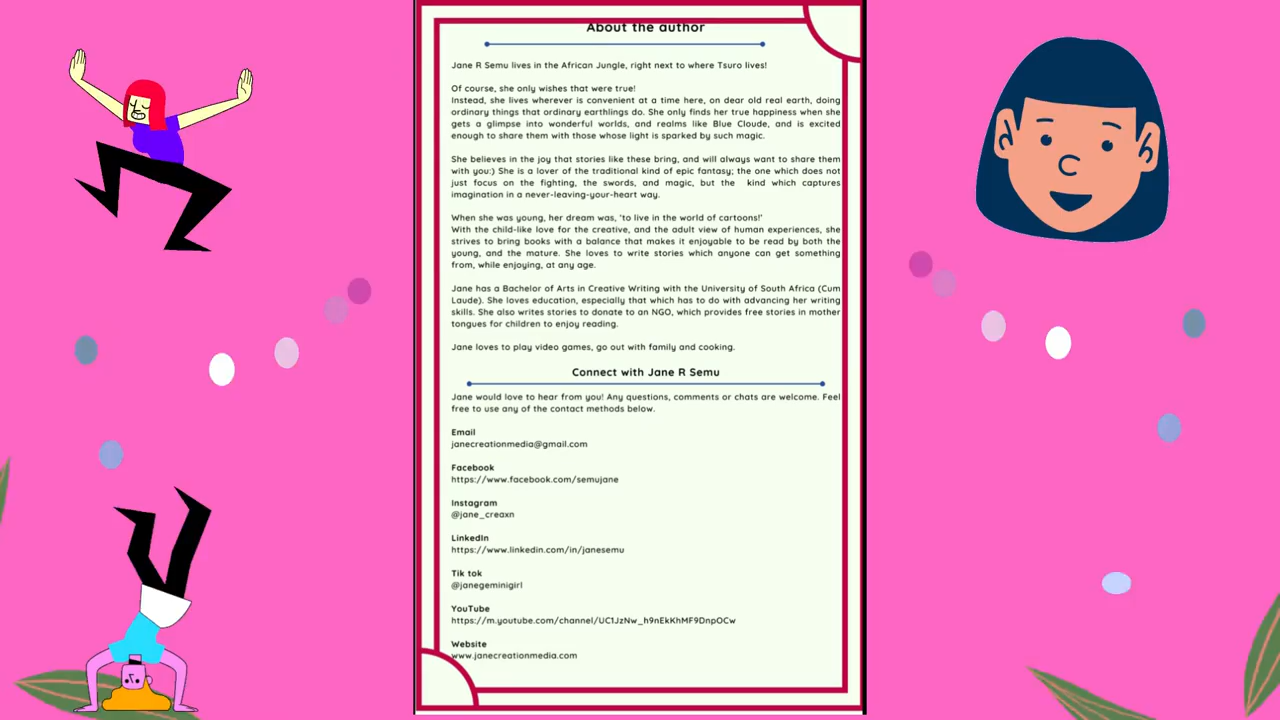 About the author
Jane R Semu lives in the African Jungle, right next to where Tsuro lives!
Of course, she only wishes that were true!
Instead, she lives wherever is convenient at a time here, on dear old real earth, doing
ordinary things that ordinary earthlings do. She only finds her true happiness when she
gets a glimpse into wonderful worlds, and realms like Blue Cloude, and is excited
enough to share them with those whose light is sparked by such magic.
She believes in the joy that stories like these bring, and will always want to share them
with you:) She is a lover of the traditional kind of epic fantasy; the one which does not
just focus on the fighting, the swords, and magic, but the kind which captures
imagination in a never-leaving-your-heart way.
When she was young, her dream was, 'to live in the world of cartoons!'
With the child-like love for the creative, and the adult view of human experiences, she
strives to bring books with a balance that makes it enjoyable to be read by both the
young, and the mature. She loves to write stories which anyone can get something
from, while enjoying, at any age.
Jane has a Bachelor of Arts in Creative Writing with the University of South Africa (Cum
Laude). She loves education, especially that which has to do with advancing her writing
skills. She also writes stories to donate to an NGO, which provides free stories in mother
tongues for children to enjoy reading.
Jane loves to play video games, go out with family and cooking.
Connect with Jane R Semu
Jane would love to hear from you! Any questions, comments or chats are welcome. Feel
free to use any of the contact methods below.
Email
janecreationmedia@gmail.com
Facebook
https://www.facebook.com/semujane
Instagram
@jane_creaxn
LinkedIn
https://www.linkedin.com/in/janesemu
Tik tok
@janegeminigirl
YouTube
https://m.youtube.com/channel/UC1JzNw_h9nEkKhMF9DnpOCw
Website
www.janecreationmedia.com